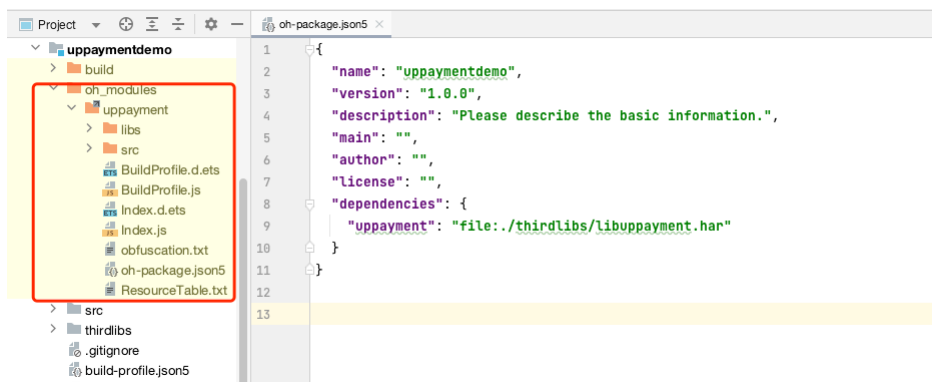 Project
oh-package.json5
uppaymentdemo
build
oh_modules
uppayment
libs
src
BuildProfile.d.ets
BuildProfile.js
Index.d.ets
Index.js
obfuscation.txt
oh-package.json5
ResourceTable.txt
src
thirdlibs
.gitignore
build-profile.json5
1 {
2 "name": "uppaymentdemo",
3 "version": "1.0.0",
4 "description": "Please describe the basic information.",
5 "main": "",
6 "author": "",
7 "license": "",
8 "dependencies": {
9 "uppayment": "file:./thirdlibs/libuppayment.har"
10 }
11 }
12
13